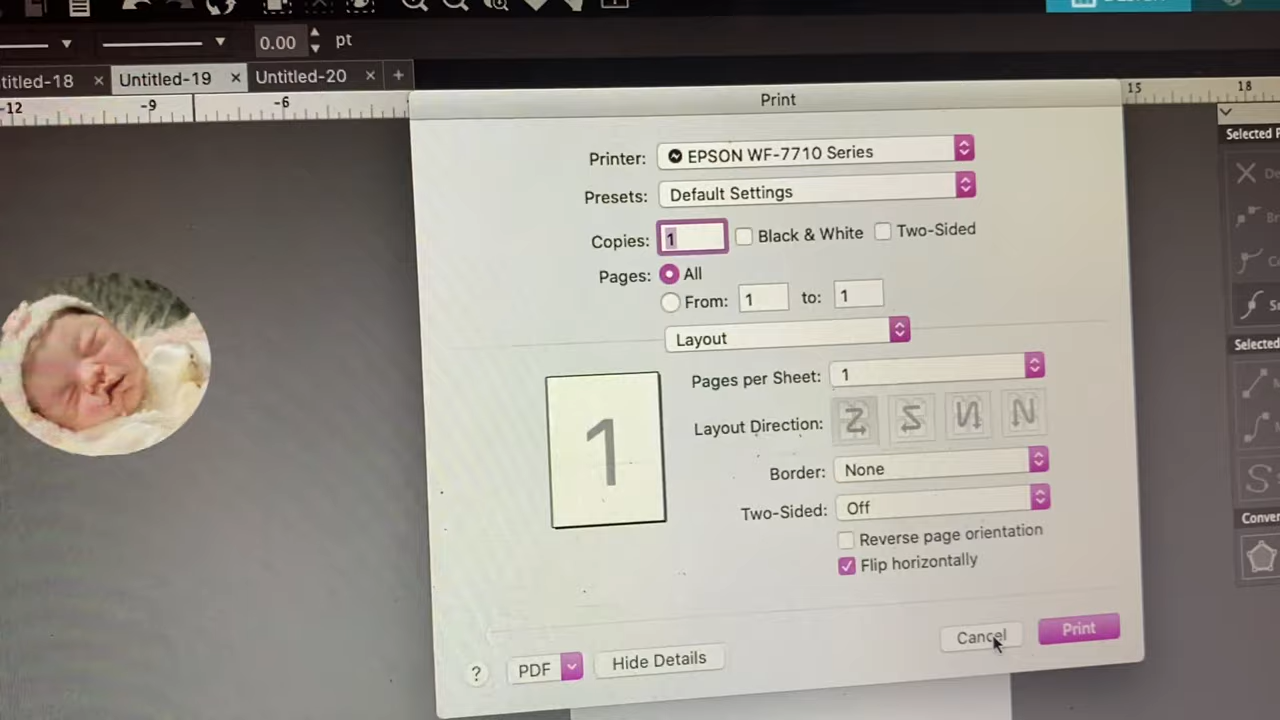 0.00 pt
titled-18 × Untitled-19 × Untitled-20 × +
-12 -9 -6 15 18
Print
Selected P
Printer: EPSON WF-7710 Series
Presets: Default Settings
Copies: 1 Black & White Two-Sided
Pages: All
From: 1 to: 1
Layout
Selected
Pages per Sheet: 1
1
Layout Direction:
Border: None
Two-Sided: Off
Conver
Reverse page orientation
Flip horizontally
Cancel Print
? PDF Hide Details